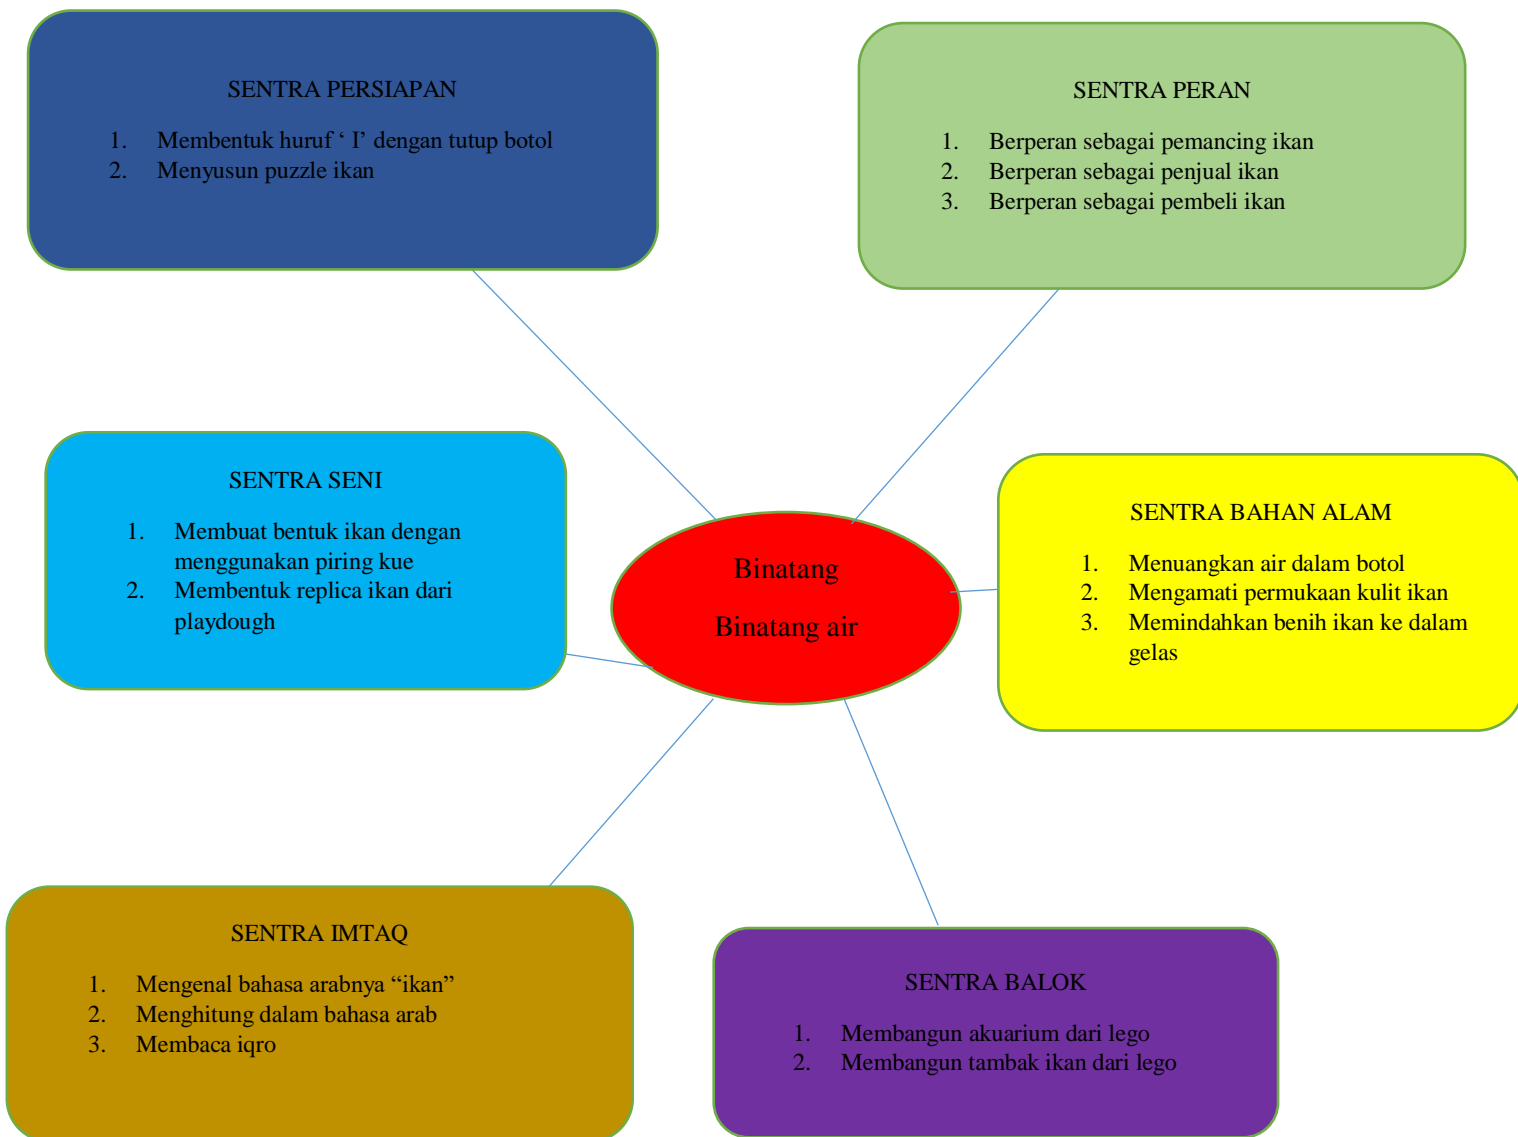 SENTRA PERSIAPAN
1. Membentuk huruf ‘ I’ dengan tutup botol
2. Menyusun puzzle ikan
SENTRA PERAN
1. Berperan sebagai pemancing ikan
2. Berperan sebagai penjual ikan
3. Berperan sebagai pembeli ikan
SENTRA SENI
1. Membuat bentuk ikan dengan
menggunakan piring kue
2. Membentuk replica ikan dari
playdough
Binatang
Binatang air
SENTRA BAHAN ALAM
1. Menuangkan air dalam botol
2. Mengamati permukaan kulit ikan
3. Memindahkan benih ikan ke dalam
gelas
SENTRA IMTAQ
1. Mengenal bahasa arabnya “ikan”
2. Menghitung dalam bahasa arab
3. Membaca iqro
SENTRA BALOK
1. Membangun akuarium dari lego
2. Membangun tambak ikan dari lego